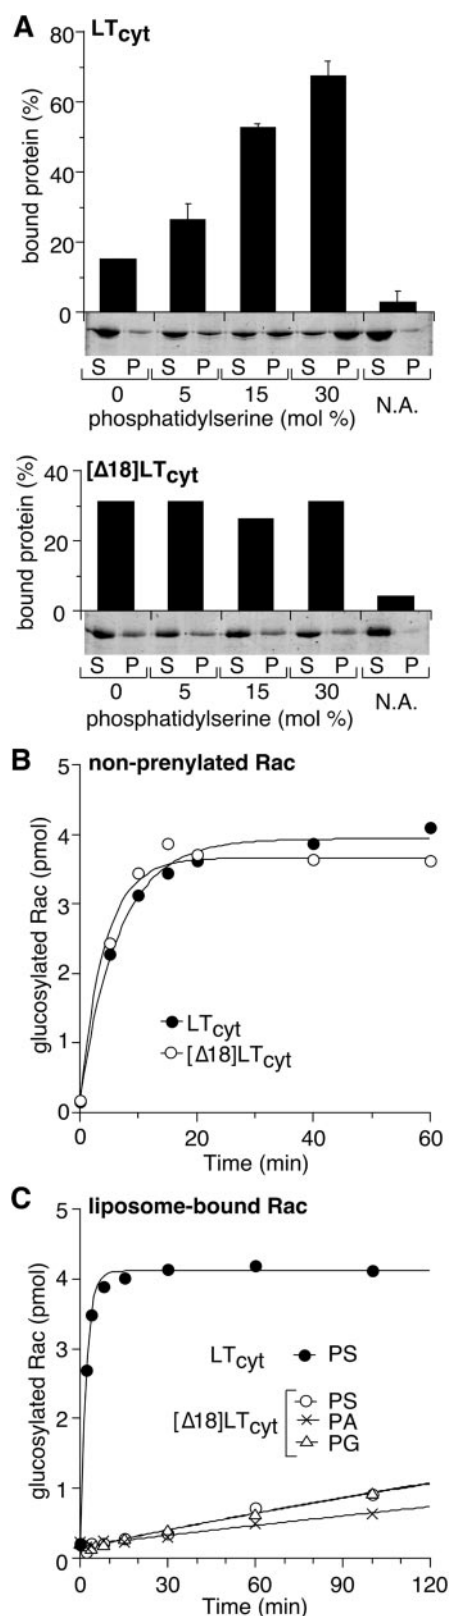 A
LTcyt
bound protein (%)
80
60
40
20
0
S P S P S P S P S P
0 5 15 30 N.A.
phosphatidylserine (mol %)
[Δ18]LTcyt
bound protein (%)
40
20
0
S P S P S P S P S P
0 5 15 30 N.A.
phosphatidylserine (mol %)
B
non-prenylated Rac
glucosylated Rac (pmol)
5
4
3
2
1
0
LTcyt
[Δ18]LTcyt
0 20 40 60
Time (min)
C
liposome-bound Rac
glucosylated Rac (pmol)
5
4
3
2
1
0
LTcyt PS
[Δ18]LTcyt PS
PA
PG
0 30 60 90 120
Time (min)